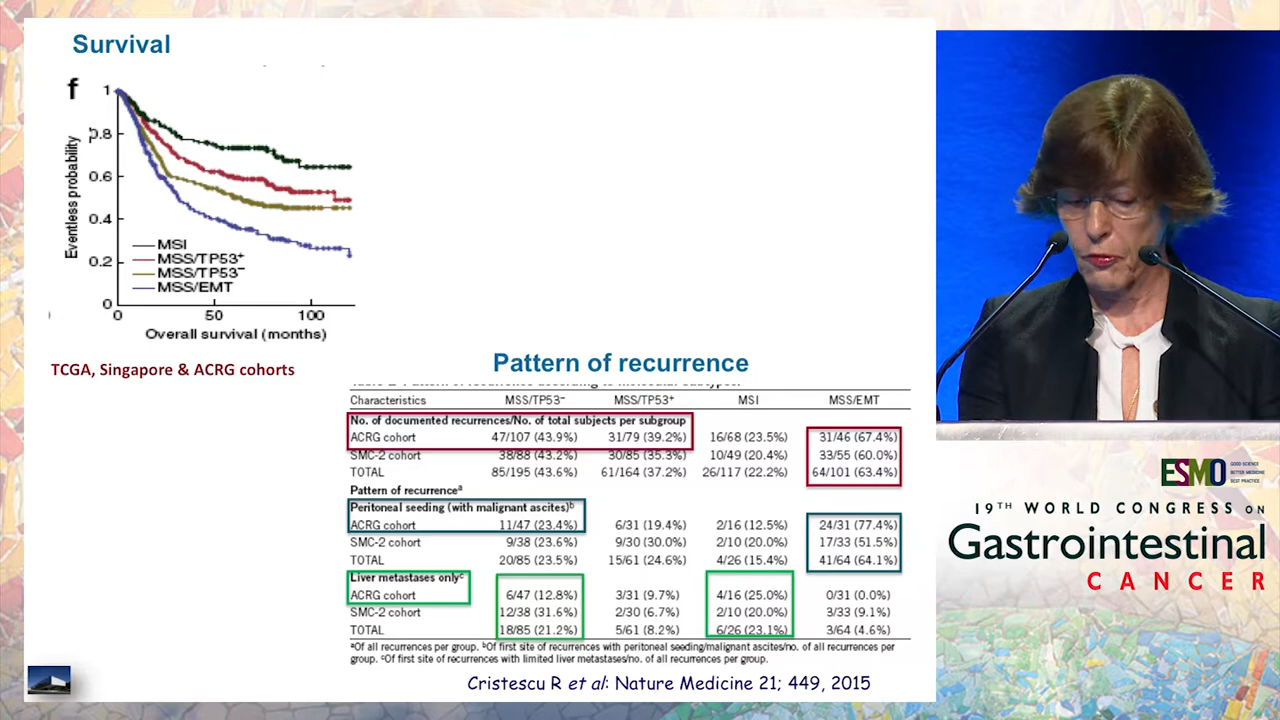 Survival
f
Eventless probability
1
0.8
0.6
0.4
0.2
0
MSI
MSS/TP53+
MSS/TP53−
MSS/EMT
0 50 100
Overall survival (months)
TCGA, Singapore & ACRG cohorts
Pattern of recurrence
Characteristics MSS/TP53− MSS/TP53+ MSI MSS/EMT
No. of documented recurrences/No. of total subjects per subgroup
ACRG cohort 47/107 (43.9%) 31/79 (39.2%) 16/68 (23.5%) 31/46 (67.4%)
SMC-2 cohort 38/88 (43.2%) 30/85 (35.3%) 10/49 (20.4%) 33/55 (60.0%)
TOTAL 85/195 (43.6%) 61/164 (37.2%) 26/117 (22.2%) 64/101 (63.4%)
Pattern of recurrenceᵃ
Peritoneal seeding (with malignant ascites)ᵇ
ACRG cohort 11/47 (23.4%) 6/31 (19.4%) 2/16 (12.5%) 24/31 (77.4%)
SMC-2 cohort 9/38 (23.6%) 9/30 (30.0%) 2/10 (20.0%) 17/33 (51.5%)
TOTAL 20/85 (23.5%) 15/61 (24.6%) 4/26 (15.4%) 41/64 (64.1%)
Liver metastases onlyᶜ
ACRG cohort 6/47 (12.8%) 3/31 (9.7%) 4/16 (25.0%) 0/31 (0.0%)
SMC-2 cohort 12/38 (31.6%) 2/30 (6.7%) 2/10 (20.0%) 3/33 (9.1%)
TOTAL 18/85 (21.2%) 5/61 (8.2%) 6/26 (23.1%) 3/64 (4.6%)
ᵃOf all recurrences per group. ᵇOf first site of recurrences with peritoneal seeding/malignant ascites/no. of all recurrences per
group. ᶜOf first site of recurrences with limited liver metastases/no. of all recurrences per group.
Cristescu R et al: Nature Medicine 21; 449, 2015
ESMO
GOOD SCIENCE
BETTER MEDICINE
BEST PRACTICE
19TH WORLD CONGRESS ON
Gastrointestinal
CANCER